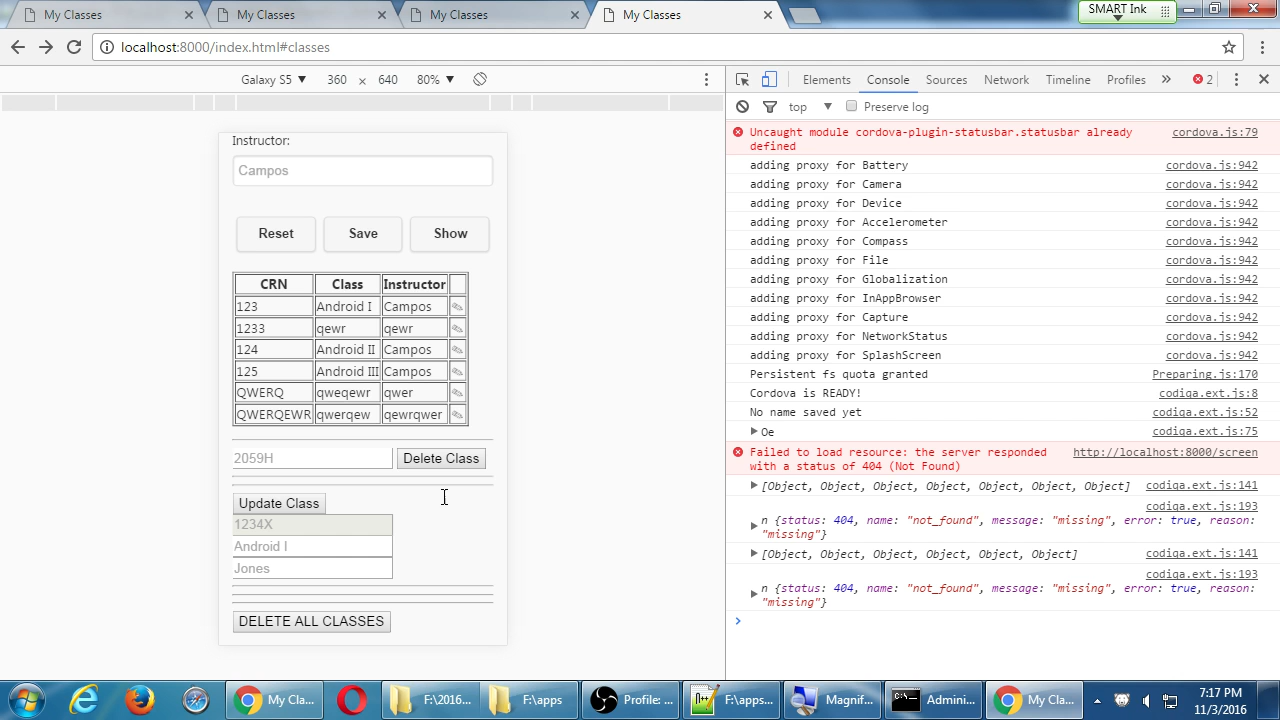 My Classes
My Classes
My Classes
My Classes
SMART Ink
localhost:8000/index.html#classes
Galaxy S5 ▼ 360 × 640 80% ▼
Elements Console Sources Network Timeline Profiles » 2
top ▼ Preserve log
Instructor:
Campos
Reset Save Show
CRN Class Instructor
123 Android I Campos
1233 qewr qewr
124 Android II Campos
125 Android III Campos
QWERQ qweqewr qwer
QWERQEWR qwerqew qewrqwer
2059H Delete Class
Update Class
1234X
Android I
Jones
DELETE ALL CLASSES
Uncaught module cordova-plugin-statusbar.statusbar already cordova.js:79
defined
adding proxy for Battery cordova.js:942
adding proxy for Camera cordova.js:942
adding proxy for Device cordova.js:942
adding proxy for Accelerometer cordova.js:942
adding proxy for Compass cordova.js:942
adding proxy for File cordova.js:942
adding proxy for Globalization cordova.js:942
adding proxy for InAppBrowser cordova.js:942
adding proxy for Capture cordova.js:942
adding proxy for NetworkStatus cordova.js:942
adding proxy for SplashScreen cordova.js:942
Persistent fs quota granted Preparing.js:170
Cordova is READY! codiqa.ext.js:8
No name saved yet codiqa.ext.js:52
Oe codiqa.ext.js:75
Failed to load resource: the server responded http://localhost:8000/screen
with a status of 404 (Not Found)
[Object, Object, Object, Object, Object, Object, Object] codiqa.ext.js:141
codiqa.ext.js:193
n {status: 404, name: "not_found", message: "missing", error: true, reason:
"missing"}
[Object, Object, Object, Object, Object, Object] codiqa.ext.js:141
codiqa.ext.js:193
n {status: 404, name: "not_found", message: "missing", error: true, reason:
"missing"}
My Cla... F:\2016... F:\apps Profile: ... F:\apps... Magnif... Admini... My Cla...
7:17 PM
11/3/2016